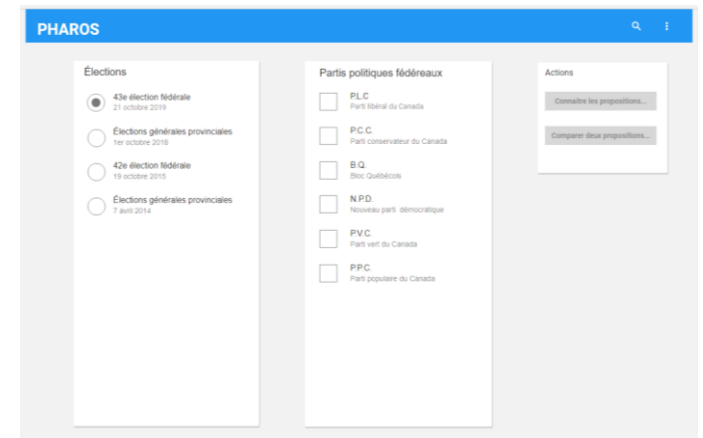 PHAROS
Élections
43e élection fédérale
21 octobre 2019
Élections générales provinciales
1er octobre 2018
42e élection fédérale
19 octobre 2015
Élections générales provinciales
7 avril 2014
Partis politiques fédéreaux
P.L.C
Parti libéral du Canada
P.C.C.
Parti conservateur du Canada
B.Q.
Bloc Québécois
N.P.D.
Nouveau parti démocratique
P.V.C.
Parti vert du Canada
P.P.C.
Parti populaire du Canada
Actions
Connaitre les propositions...
Comparer deux propositions...